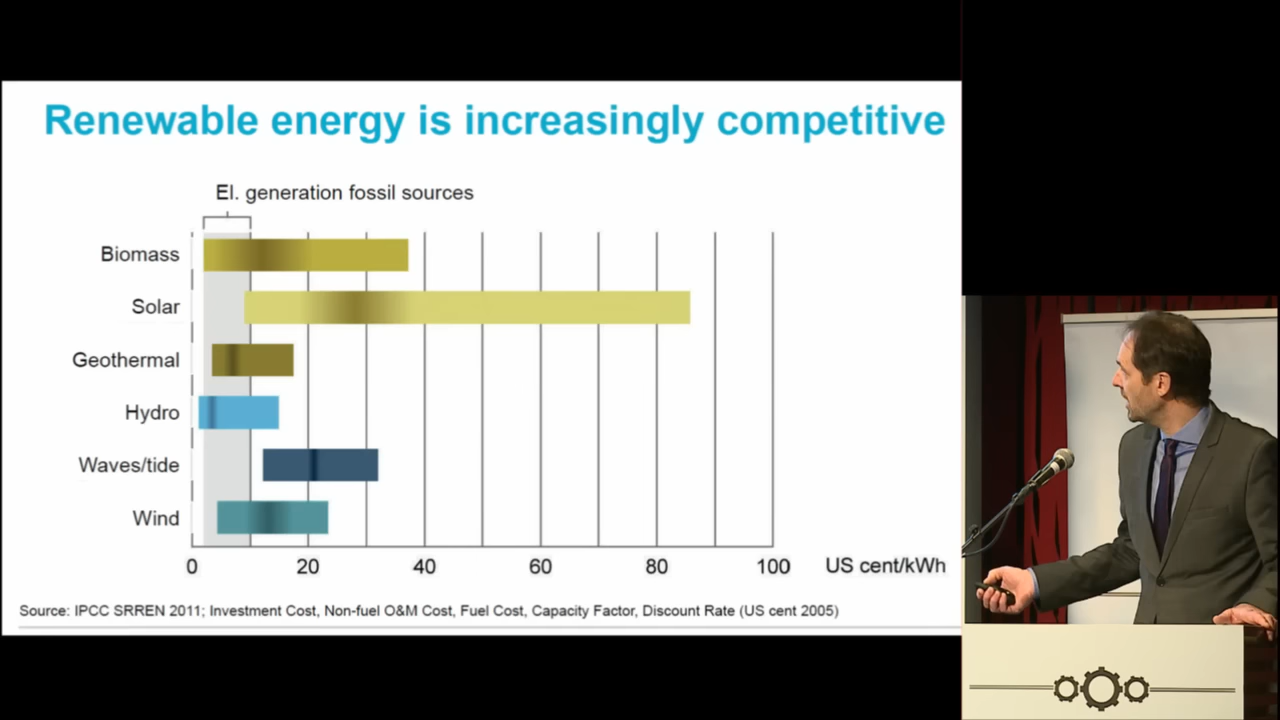 Renewable energy is increasingly competitive
El. generation fossil sources
Biomass
Solar
Geothermal
Hydro
Waves/tide
Wind
0 20 40 60 80 100 US cent/kWh
Source: IPCC SRREN 2011; Investment Cost, Non-fuel O&M Cost, Fuel Cost, Capacity Factor, Discount Rate (US cent 2005)